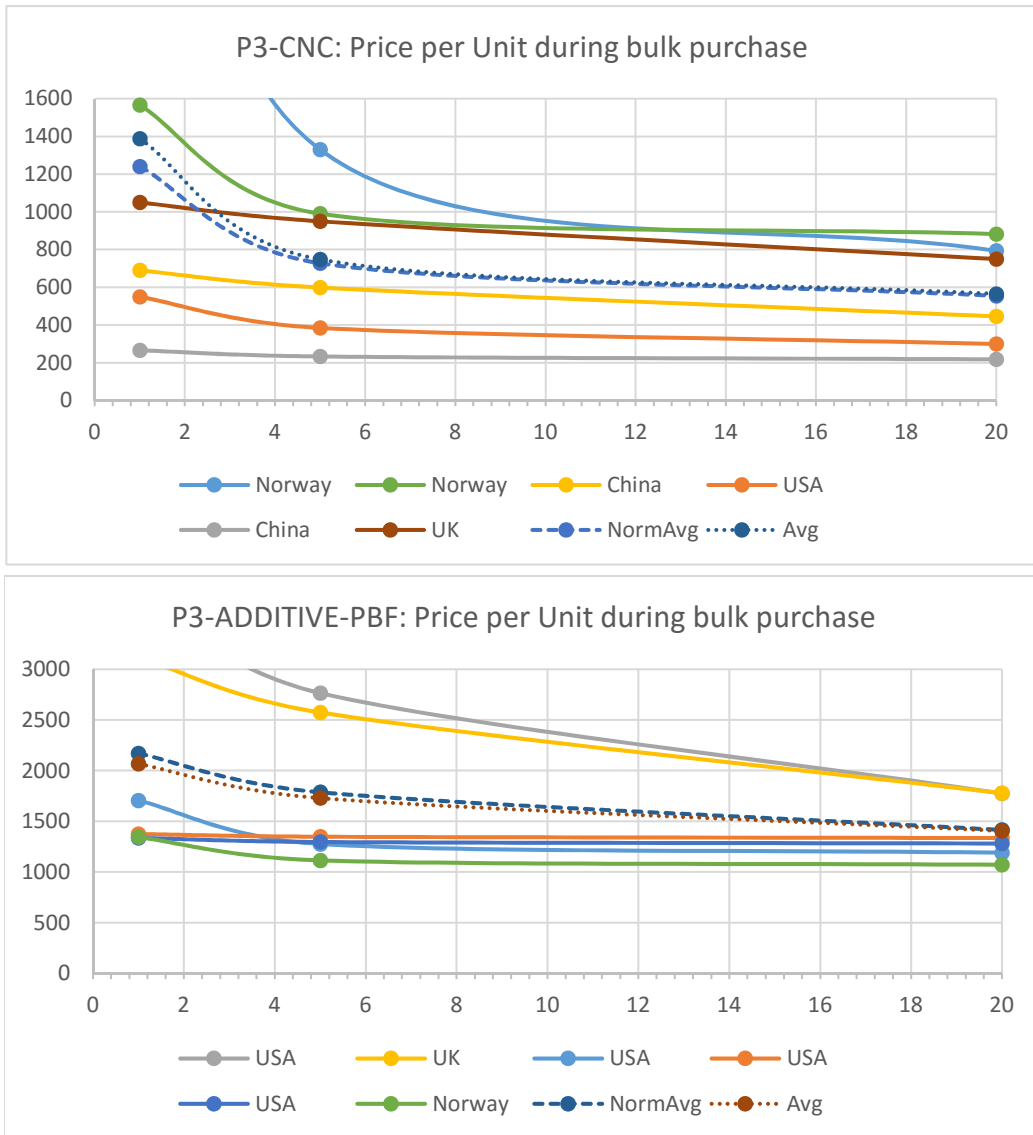 P3-CNC: Price per Unit during bulk purchase
1600
1400
1200
1000
800
600
400
200
0
0 2 4 6 8 10 12 14 16 18 20
Norway Norway China USA
China UK NormAvg Avg
P3-ADDITIVE-PBF: Price per Unit during bulk purchase
3000
2500
2000
1500
1000
500
0
0 2 4 6 8 10 12 14 16 18 20
USA UK USA USA
USA Norway NormAvg Avg